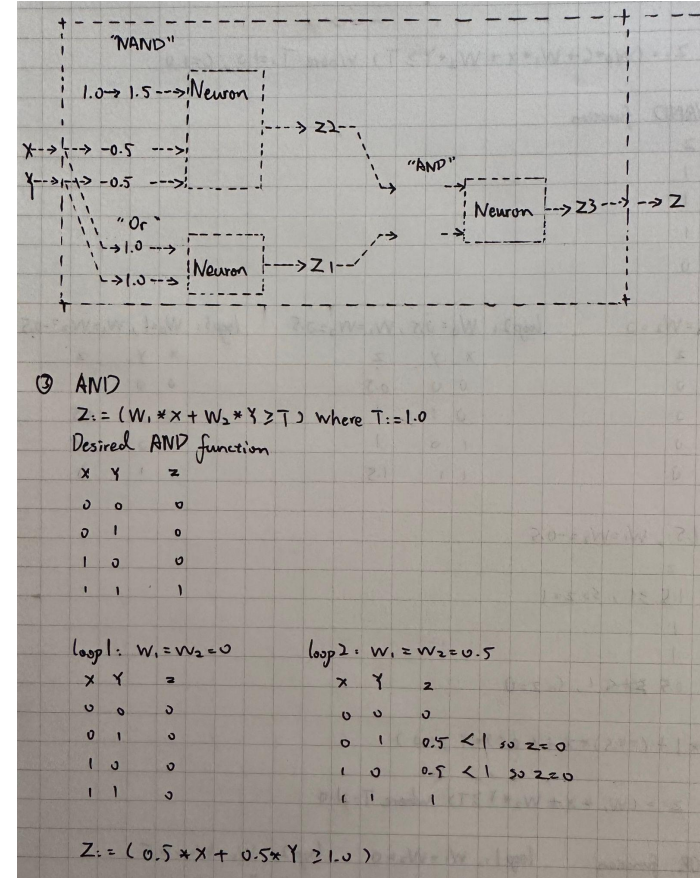 "NAND"
1.0→ 1.5 ---> Neuron
---> Z2--
X--> --> -0.5 --->
Y--> --> -0.5 --->
"AND"
Neuron --> Z3 ---> --> Z
"Or"
->1.0 -->
->1.0 --> Neuron ---> Z1--
③ AND
Z:= (W₁*X + W₂*Y ≥ T) where T:=1.0
Desired AND function
X Y Z
0 0 0
0 1 0
1 0 0
1 1 1
loop1: W₁=W₂=0
X Y Z
0 0 0
0 1 0
1 0 0
1 1 0
loop2: W₁=W₂=0.5
X Y Z
0 0 0
0 1 0.5 <1 so z=0
1 0 0.5 <1 so z=0
1 1 1
Z:= (0.5*X + 0.5*Y ≥ 1.0)